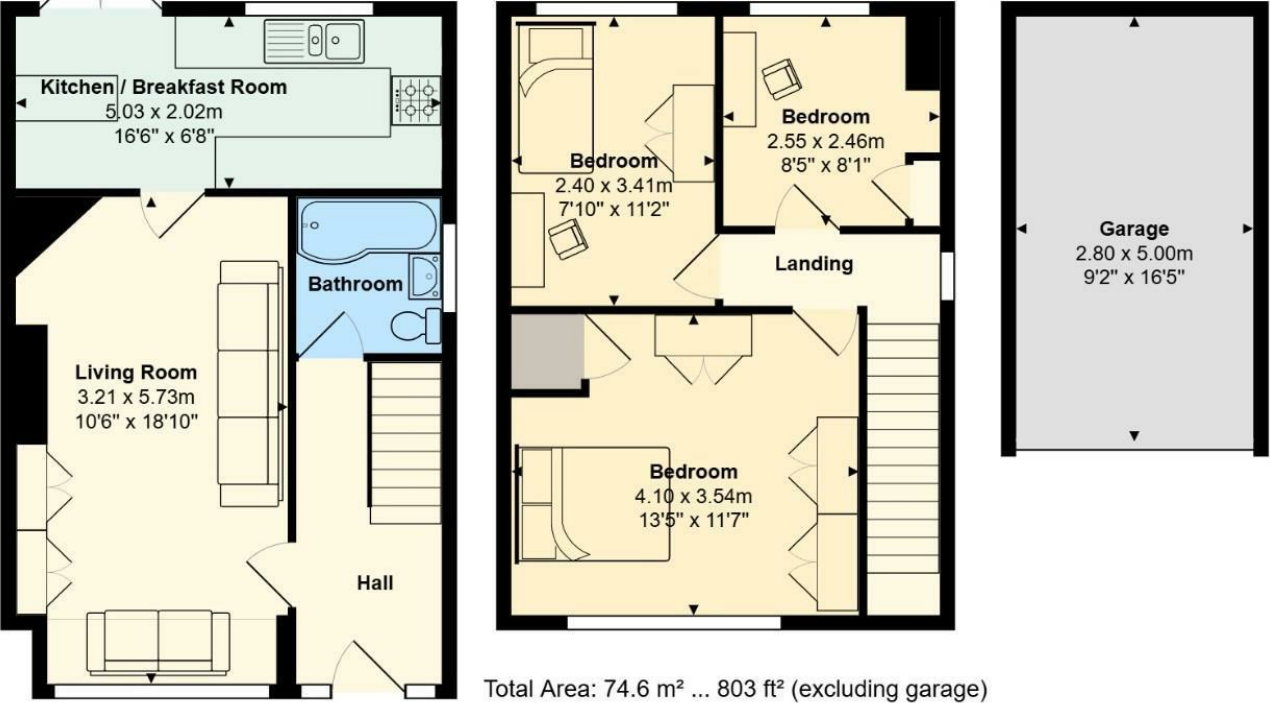 Kitchen / Breakfast Room
5.03 x 2.02m
16'6" x 6'8"
Bathroom
Living Room
3.21 x 5.73m
10'6" x 18'10"
Hall
Bedroom
2.40 x 3.41m
7'10" x 11'2"
Bedroom
2.55 x 2.46m
8'5" x 8'1"
Landing
Bedroom
4.10 x 3.54m
13'5" x 11'7"
Garage
2.80 x 5.00m
9'2" x 16'5"
Total Area: 74.6 m² ... 803 ft² (excluding garage)